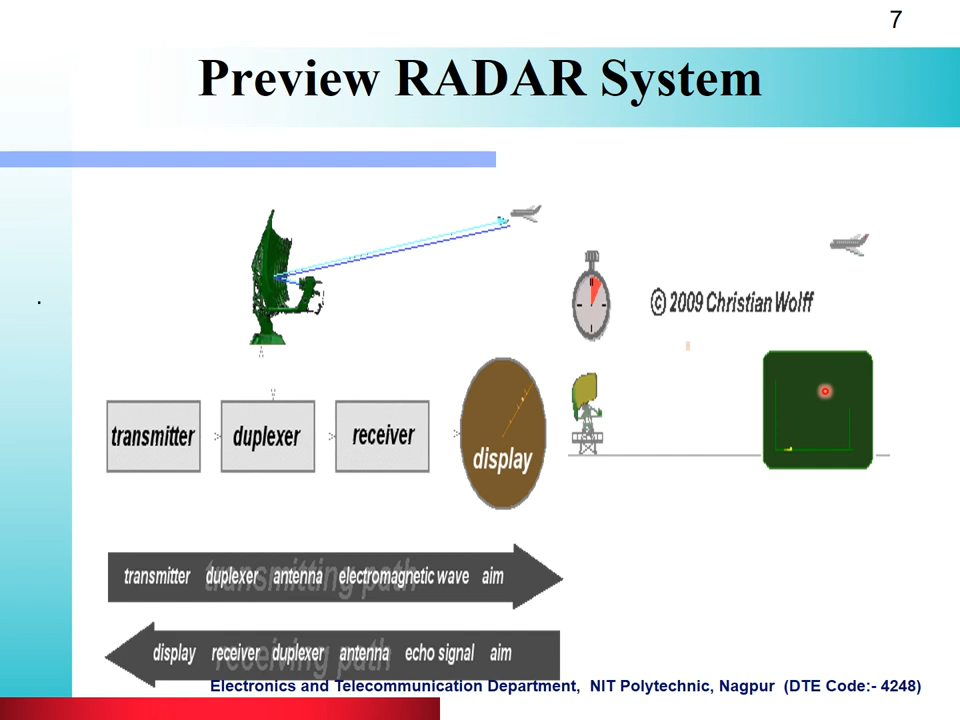 7
Preview RADAR System
.
© 2009 Christian Wolff
transmitter
duplexer
receiver
display
transmitting path
transmitter duplexer antenna electromagnetic wave aim
receiving path
display receiver duplexer antenna echo signal aim
Electronics and Telecommunication Department, NIT Polytechnic, Nagpur (DTE Code:- 4248)